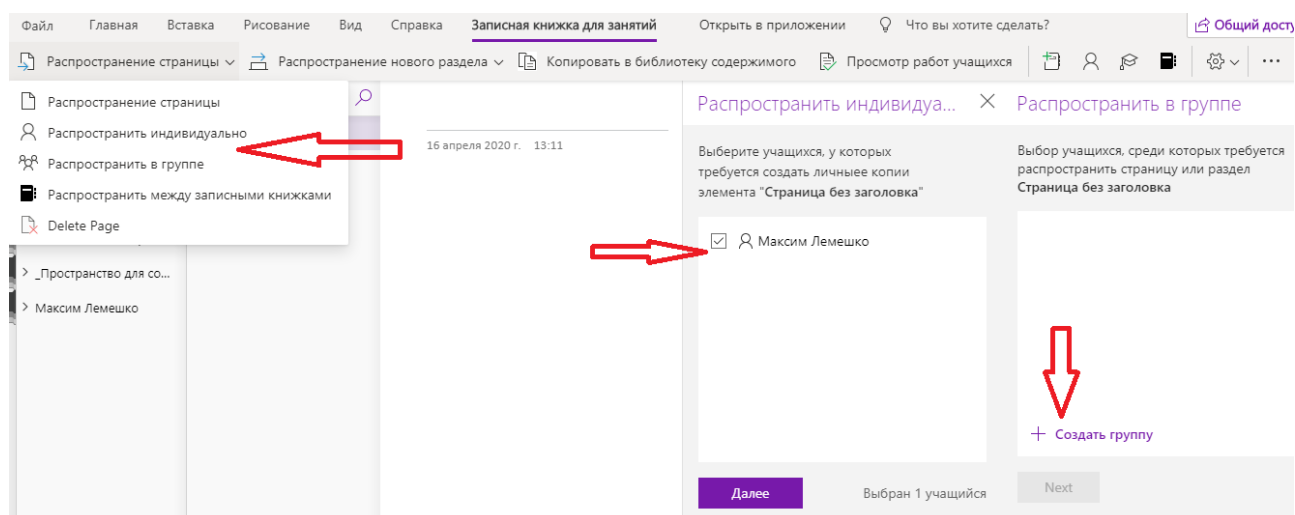 Файл Главная Вставка Рисование Вид Справка Записная книжка для занятий Открыть в приложении Что вы хотите сделать? Общий досту
Распространение страницы Распространение нового раздела Копировать в библиотеку содержимого Просмотр работ учащихся
Распространение страницы
Распространить индивидуально
Распространить в группе
Распространить между записными книжками
Delete Page
_Пространство для со...
Максим Лемешко
16 апреля 2020 г. 13:11
Распространить индивидуа...
Выберите учащихся, у которых
требуется создать личныее копии
элемента "Страница без заголовка"
Максим Лемешко
Далее Выбран 1 учащийся
Распространить в группе
Выбор учащихся, среди которых требуется
распространить страницу или раздел
Страница без заголовка
+ Создать группу
Next